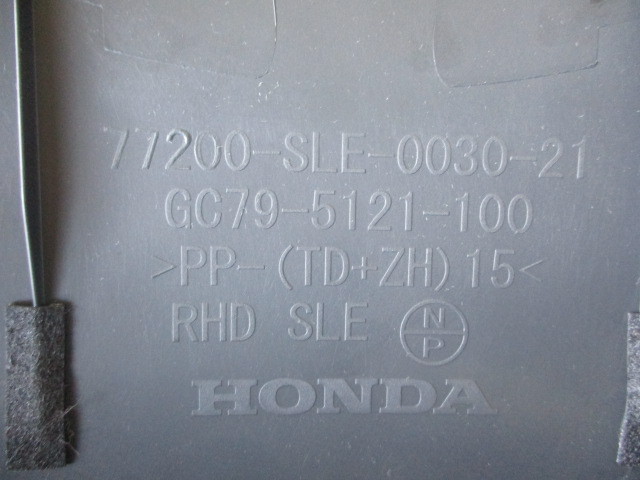 77200-SLE-0030-21
GC79-5121-100
>PP-(TD+ZH)15<
RHD SLE N/P
HONDA